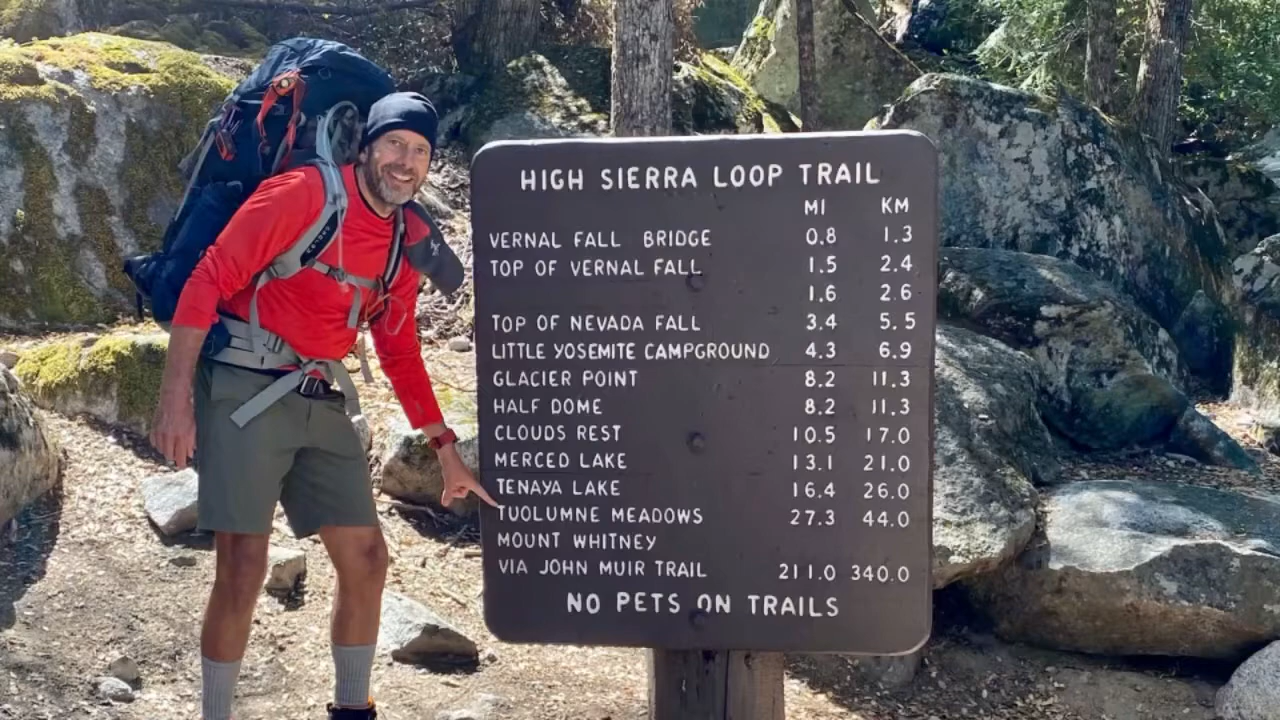 HIGH SIERRA LOOP TRAIL
MI KM
VERNAL FALL BRIDGE 0.8 1.3
TOP OF VERNAL FALL 1.5 2.4
1.6 2.6
TOP OF NEVADA FALL 3.4 5.5
LITTLE YOSEMITE CAMPGROUND 4.3 6.9
GLACIER POINT 8.2 11.3
HALF DOME 8.2 11.3
CLOUDS REST 10.5 17.0
MERCED LAKE 13.1 21.0
TENAYA LAKE 16.4 26.0
TUOLUMNE MEADOWS 27.3 44.0
MOUNT WHITNEY
VIA JOHN MUIR TRAIL 211.0 340.0
NO PETS ON TRAILS